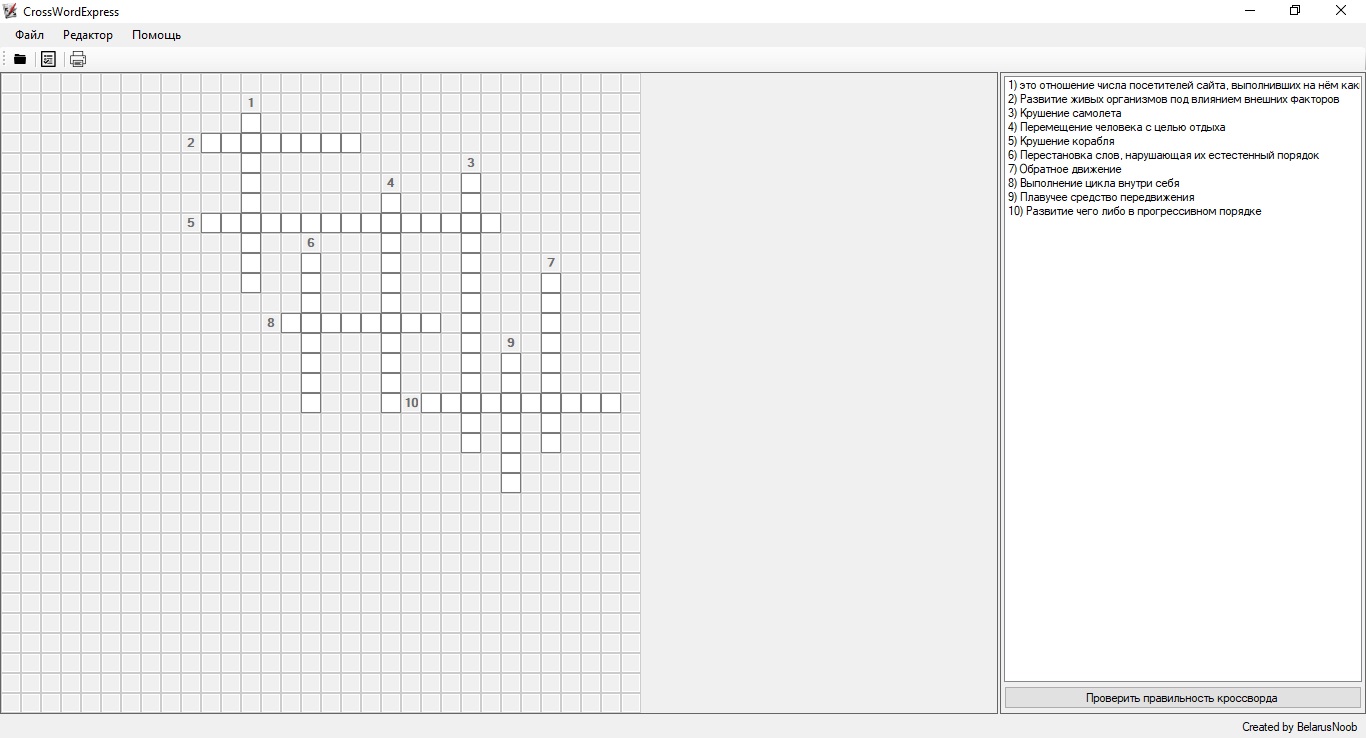 CrossWordExpress
Файл Редактор Помощь
1
2
3
4
5
6
7
8
9
10
1) это отношение числа посетителей сайта, выполнивших на нём как
2) Развитие живых организмов под влиянием внешних факторов
3) Крушение самолета
4) Перемещение человека с целью отдыха
5) Крушение корабля
6) Перестановка слов, нарушающая их естестенный порядок
7) Обратное движение
8) Выполнение цикла внутри себя
9) Плавучее средство передвижения
10) Развитие чего либо в прогрессивном порядке
Проверить правильность кроссворда
Created by BelarusNoob